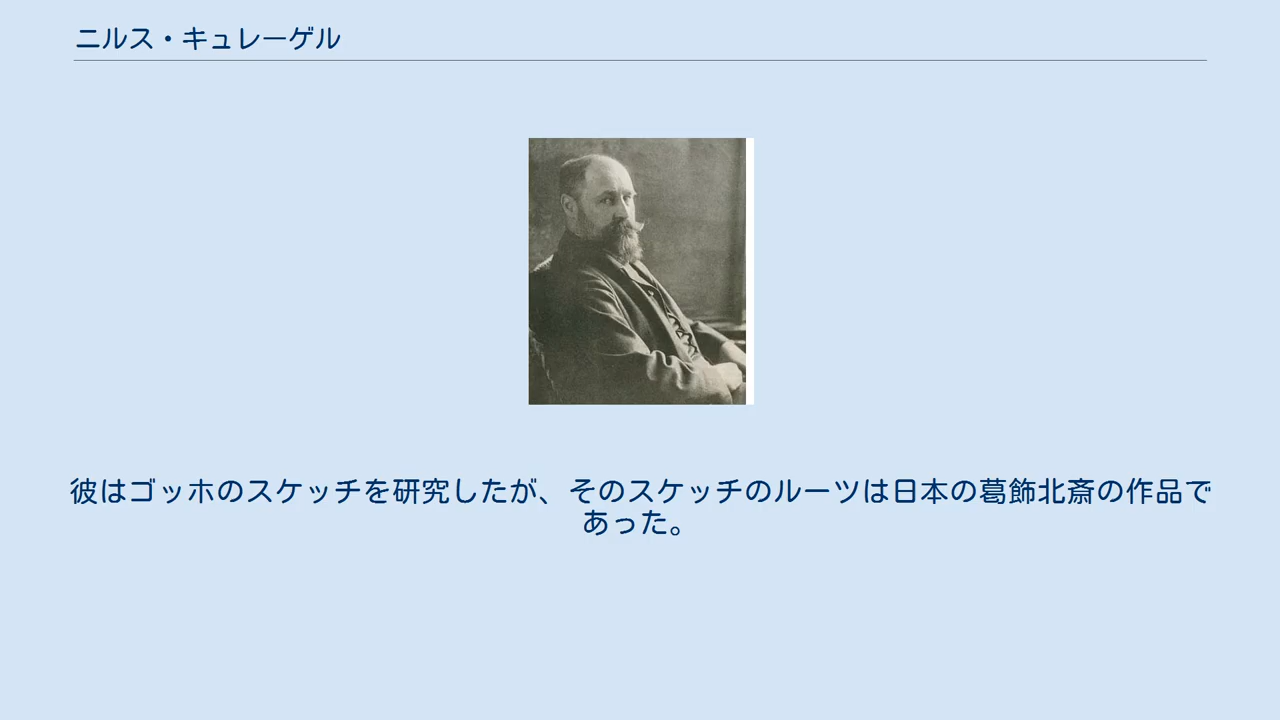 ニルス・キューゲル
彼はゴッホのスケッチを研究したが、そのスケッチのルーツは日本の葛飾北斎の作品で
あった。